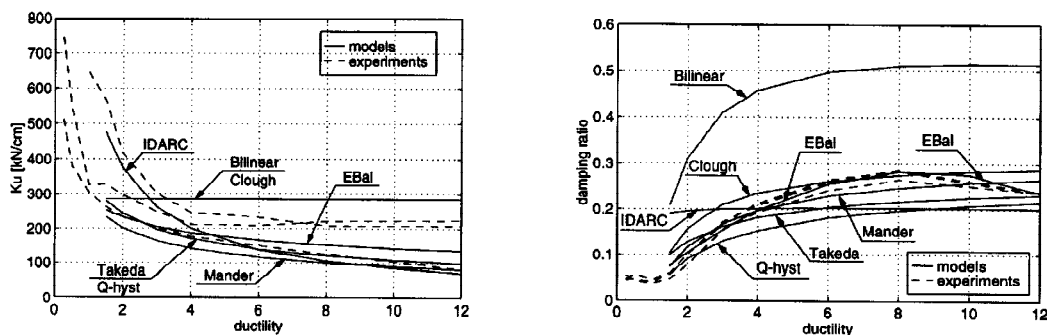 800
700
600
500
400
300
200
100
0
Ku [kN/cm]
models
experiments
IDARC
Bilinear
Clough
EBal
Takeda
Q-hyst
Mander
0 2 4 6 8 10 12
ductility
0.6
0.5
0.4
0.3
0.2
0.1
0
damping ratio
Bilinear
Clough
EBal
EBal
IDARC
Mander
Q-hyst
Takeda
models
experiments
0 2 4 6 8 10 12
ductility